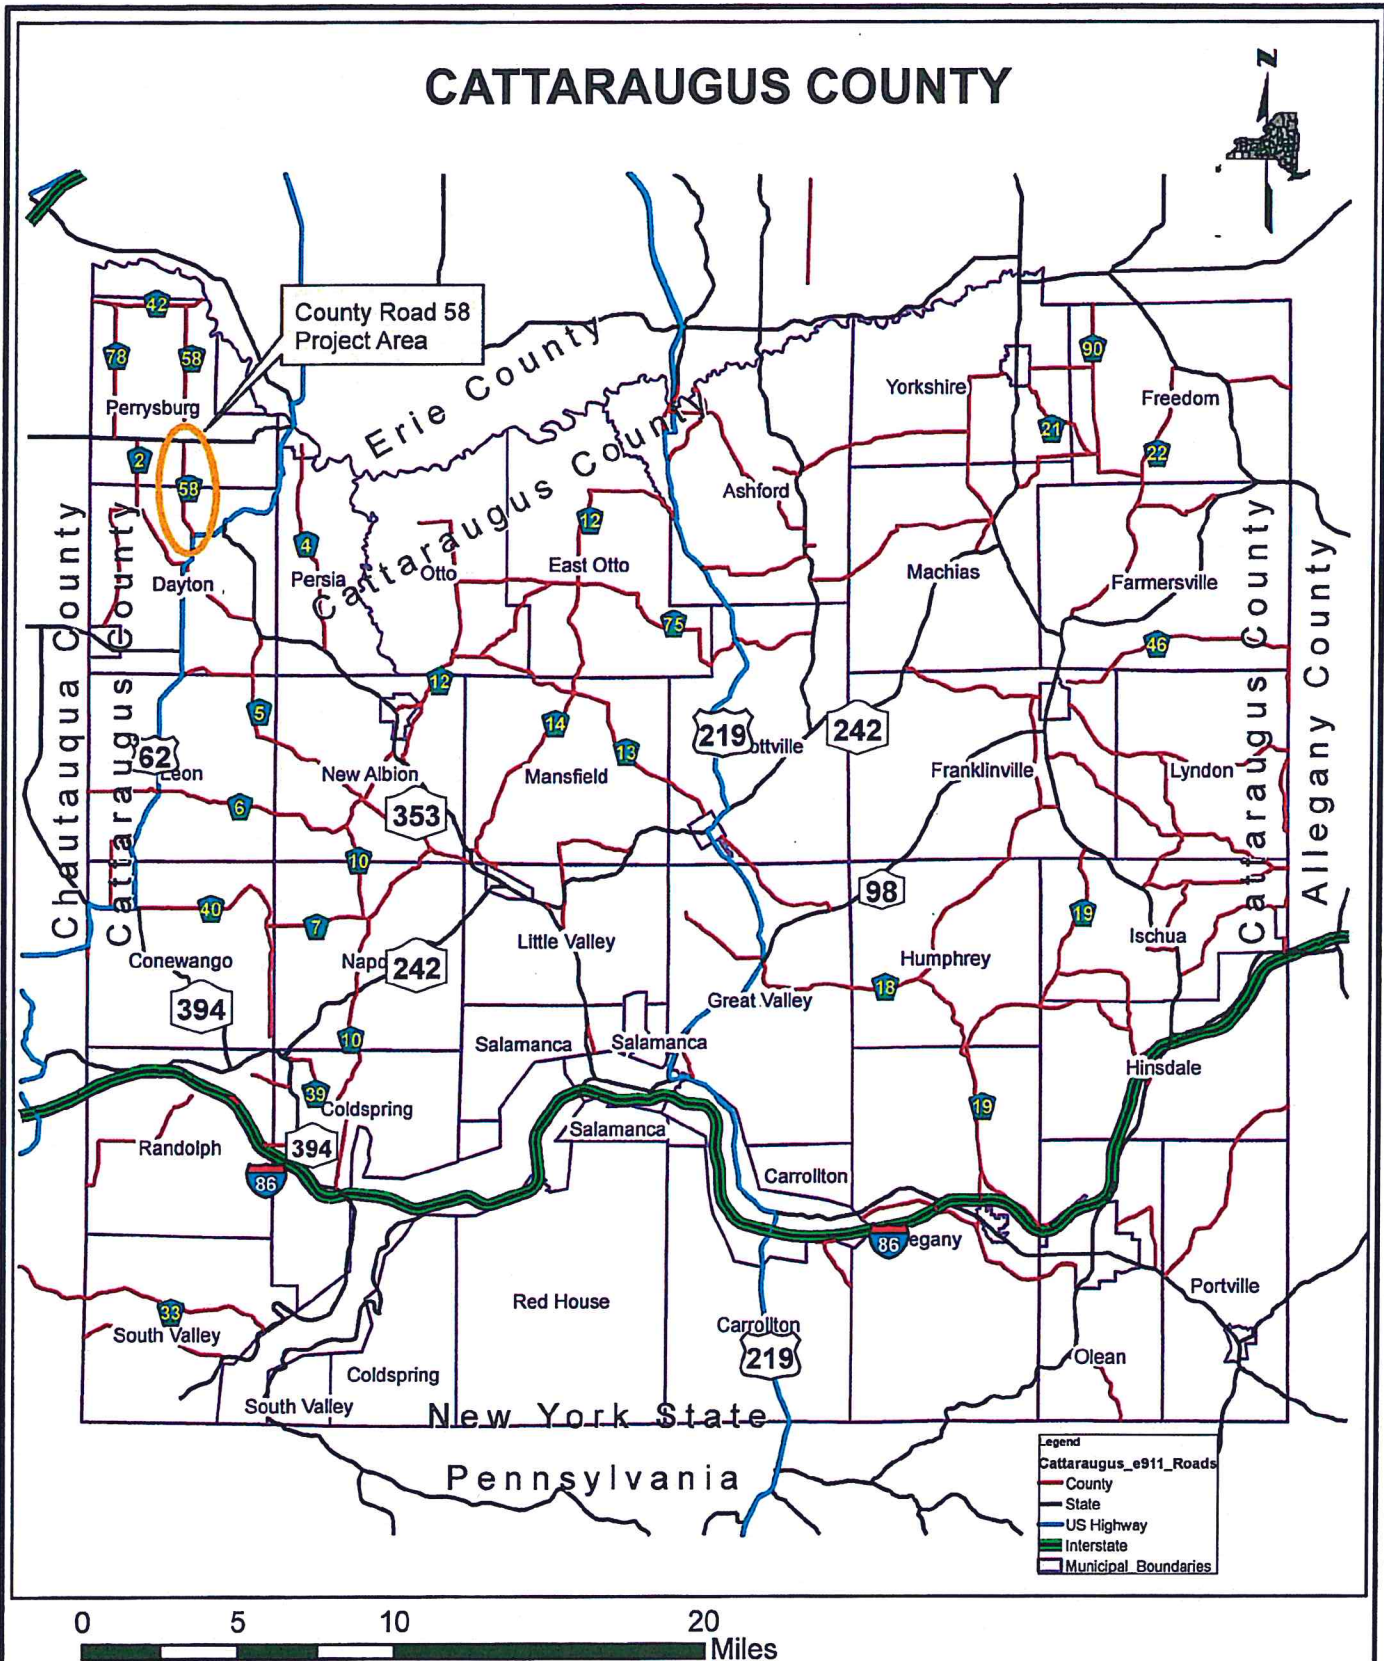 CATTARAUGUS COUNTY
N
County Road 58
Project Area
42
78
58
Perrysburg
2
58
Erie County
Cattaraugus County
Yorkshire
90
Freedom
21
22
Ashford
12
4
Dayton
Persia
Otto
East Otto
Machias
Farmersville
75
46
Chautauqua County
Cattaraugus County
Cattaraugus County
Allegany County
12
5
14
13
219
ottville
242
62
Leon
New Albion
Mansfield
Franklinville
Lyndon
6
353
10
98
40
7
19
Little Valley
Ischua
Conewango
Napo
242
Humphrey
18
394
Great Valley
10
Salamanca
Salamanca
Hinsdale
39
Coldspring
19
Salamanca
Randolph
394
86
Carrollton
86
egany
Red House
Portville
33
South Valley
Carrollton
219
Olean
Coldspring
South Valley
New York State
Pennsylvania
Legend
Cattaraugus_e911_Roads
County
State
US Highway
Interstate
Municipal_Boundaries
0 5 10 20
Miles